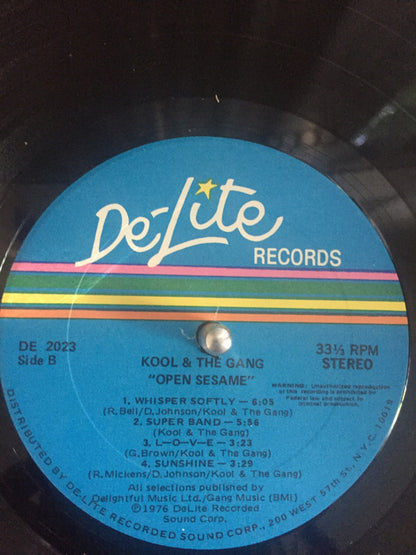 De-Lite
RECORDS
DE 2023
Side B
KOOL & THE GANG
"OPEN SESAME"
33⅓ RPM
STEREO
WARNING: Unauthorized reproduction
of this recording is prohibited by
Federal law and subject to
criminal prosecution.
1. WHISPER SOFTLY — 6:05
(R. Bell/D. Johnson/Kool & The Gang)
2. SUPER BAND — 5:56
(Kool & The Gang)
3. L—O—V—E — 3:23
(G. Brown/Kool & The Gang)
4. SUNSHINE — 3:29
(R. Mickens/D. Johnson/Kool & The Gang)
All selections published by
Delightful Music Ltd./Gang Music (BMI)
©1976 DeLite Recorded
Sound Corp.
DISTRIBUTED BY DE-LITE RECORDED SOUND CORP., 200 WEST 57th ST., N.Y.C. 10019